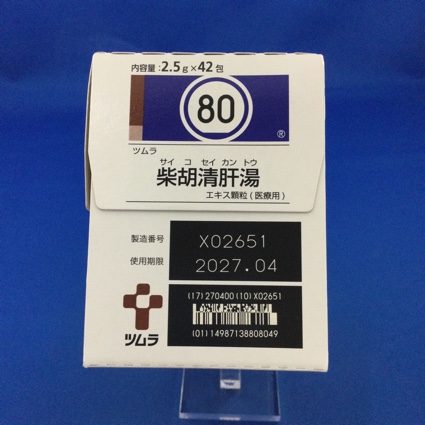 内容量:2.5g×42包
80
®
ツムラ
サイ コ セイ カン トウ
柴胡清肝湯
エキス顆粒(医療用)
製造番号 X02651
使用期限 2027.04
(17)270400(10)X02651
(01)14987138808049
ツムラ